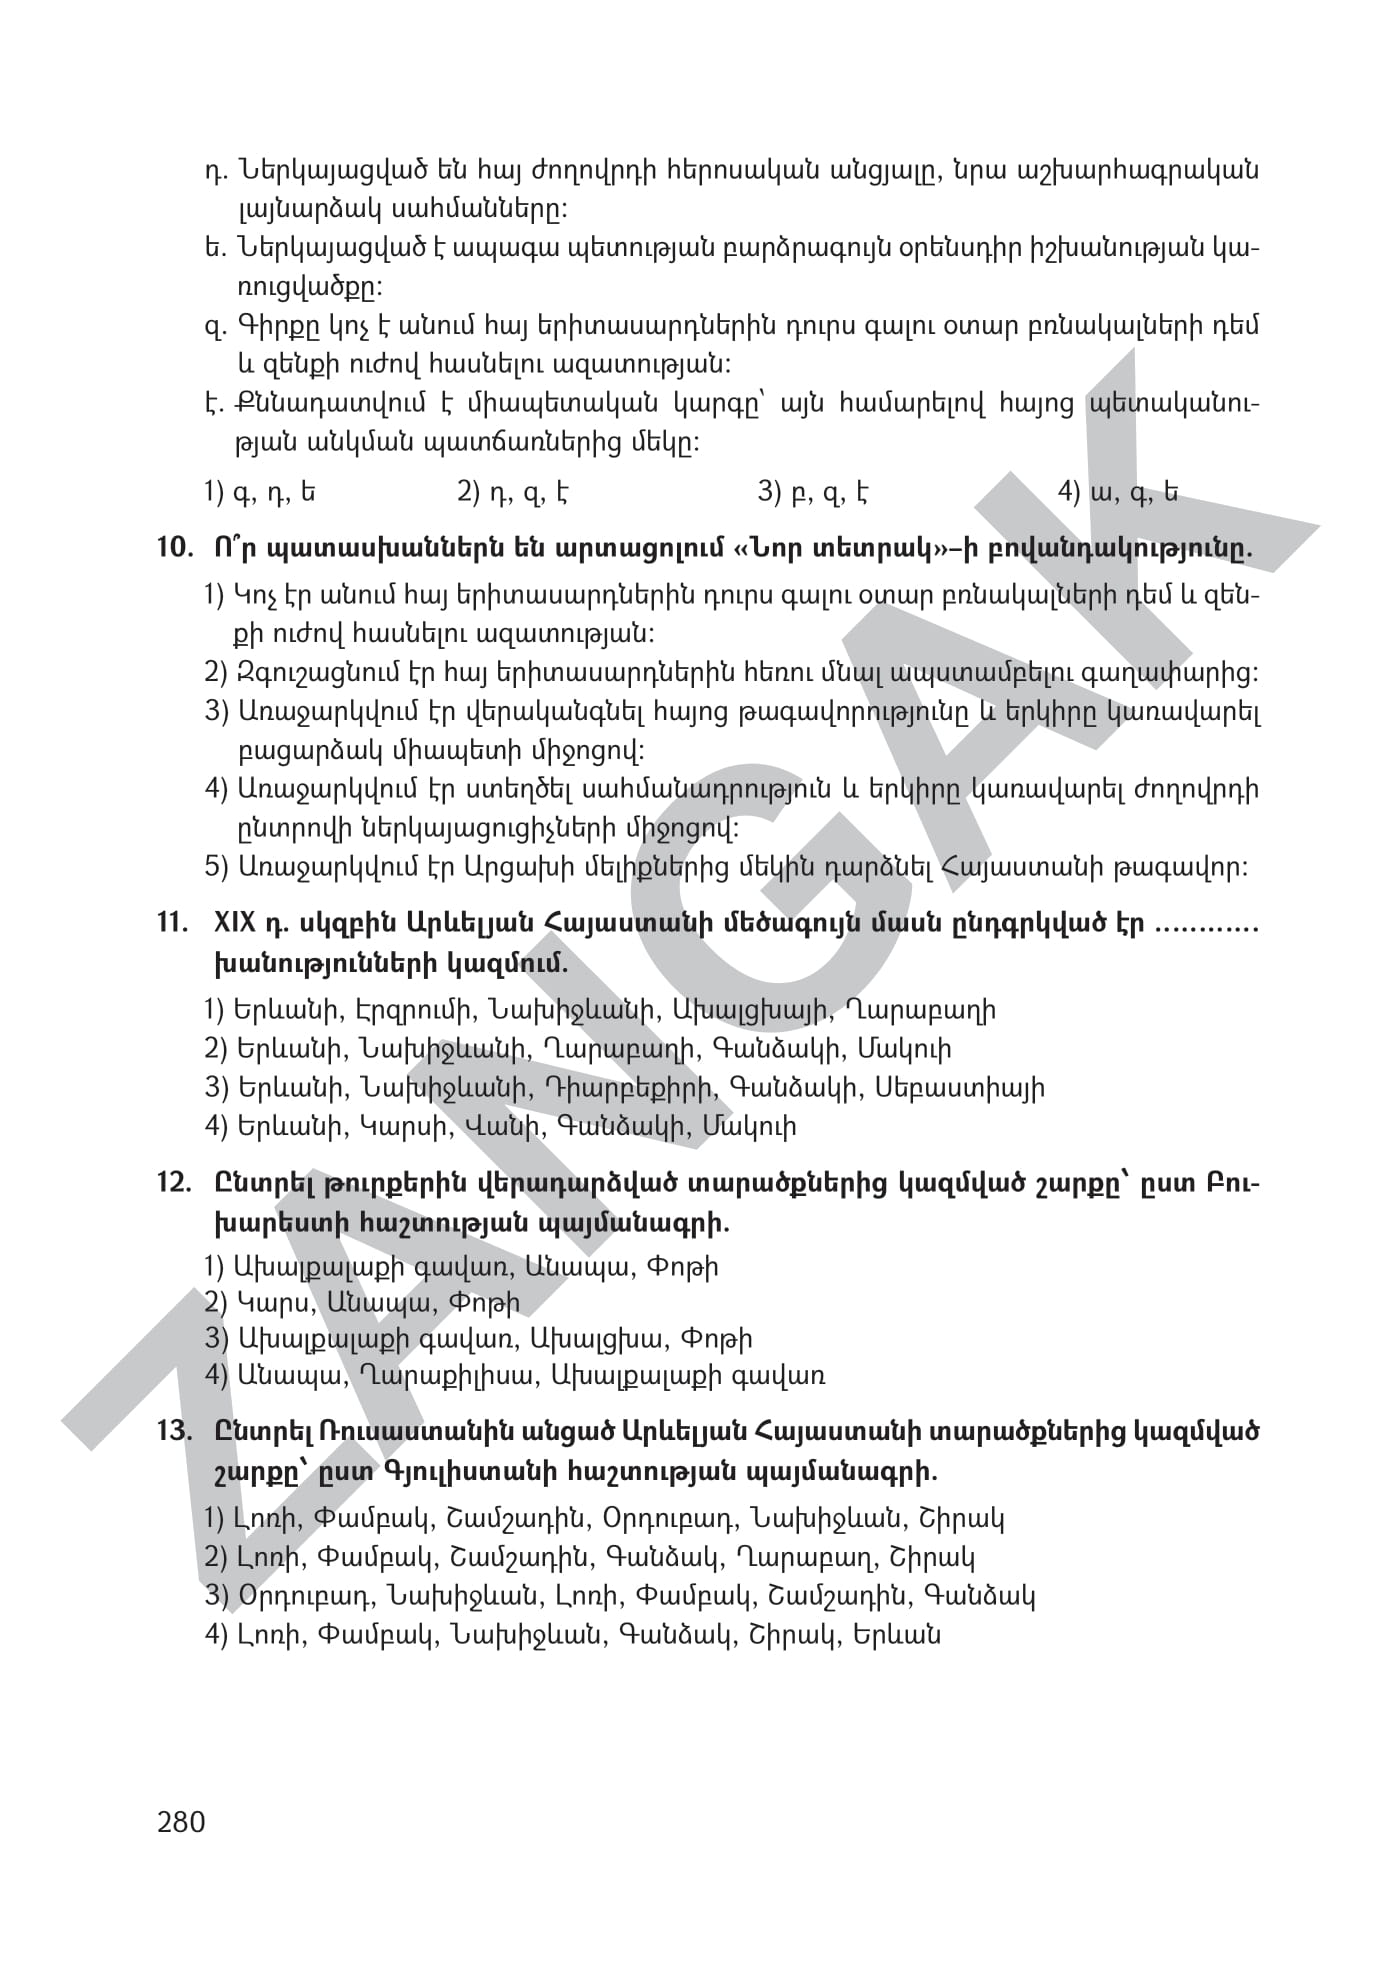 դ. Ներկայացված են հայ ժողովրդի հերոսական անցյալը, նրա աշխարհագրական
լայնարձակ սահմանները:
ե. Ներկայացված է ապագա պետության բարձրագույն օրենսդիր իշխանության կա-
ռուցվածքը:
զ. Գիրքը կոչ է անում հայ երիտասարդներին դուրս գալու օտար բռնակալների դեմ
և զենքի ուժով հասնելու ազատության:
է. Քննադատվում է միապետական կարգը՝ այն համարելով հայոց պետականու-
թյան անկման պատճառներից մեկը:
1) գ, դ, ե 2) դ, զ, է 3) բ, զ, է 4) ա, գ, ե
10. Ո՞ր պատասխաններն են արտացոլում «Նոր տետրակ»–ի բովանդակությունը.
1) Կոչ էր անում հայ երիտասարդներին դուրս գալու օտար բռնակալների դեմ և զեն-
քի ուժով հասնելու ազատության:
2) Զգուշացնում էր հայ երիտասարդներին հեռու մնալ ապստամբելու գաղափարից:
3) Առաջարկվում էր վերականգնել հայոց թագավորությունը և երկիրը կառավարել
բացարձակ միապետի միջոցով:
4) Առաջարկվում էր ստեղծել սահմանադրություն և երկիրը կառավարել ժողովրդի
ընտրովի ներկայացուցիչների միջոցով:
5) Առաջարկվում էր Արցախի մելիքներից մեկին դարձնել Հայաստանի թագավոր:
11. XIX դ. սկզբին Արևելյան Հայաստանի մեծագույն մասն ընդգրկված էր ............
խանությունների կազմում.
1) Երևանի, Էրզրումի, Նախիջևանի, Ախալցխայի, Ղարաբաղի
2) Երևանի, Նախիջևանի, Ղարաբաղի, Գանձակի, Մակուի
3) Երևանի, Նախիջևանի, Դիարբեքիրի, Գանձակի, Սեբաստիայի
4) Երևանի, Կարսի, Վանի, Գանձակի, Մակուի
12. Ընտրել թուրքերին վերադարձված տարածքներից կազմված շարքը՝ ըստ Բու-
խարեստի հաշտության պայմանագրի.
1) Ախալքալաքի գավառ, Անապա, Փոթի
2) Կարս, Անապա, Փոթի
3) Ախալքալաքի գավառ, Ախալցխա, Փոթի
4) Անապա, Ղարաքիլիսա, Ախալքալաքի գավառ
13. Ընտրել Ռուսաստանին անցած Արևելյան Հայաստանի տարածքներից կազմված
շարքը՝ ըստ Գյուլիստանի հաշտության պայմանագրի.
1) Լոռի, Փամբակ, Շամշադին, Օրդուբադ, Նախիջևան, Շիրակ
2) Լոռի, Փամբակ, Շամշադին, Գանձակ, Ղարաբաղ, Շիրակ
3) Օրդուբադ, Նախիջևան, Լոռի, Փամբակ, Շամշադին, Գանձակ
4) Լոռի, Փամբակ, Նախիջևան, Գանձակ, Շիրակ, Երևան
280
ZANGAK